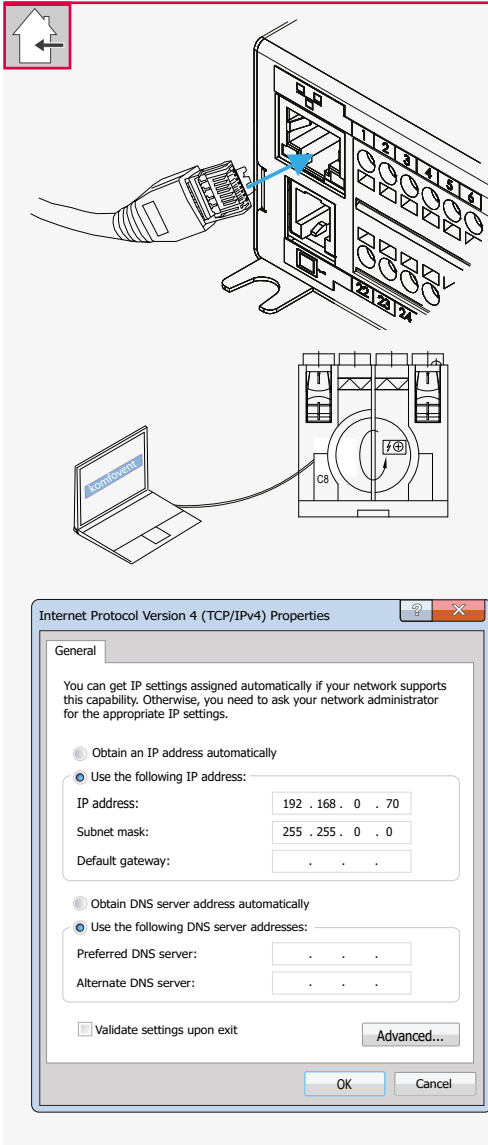 1 2 3 4 5 6
22 23 24
komfovent
C8
Internet Protocol Version 4 (TCP/IPv4) Properties
General
You can get IP settings assigned automatically if your network supports
this capability. Otherwise, you need to ask your network administrator
for the appropriate IP settings.
Obtain an IP address automatically
Use the following IP address:
IP address: 192 . 168 . 0 . 70
Subnet mask: 255 . 255 . 0 . 0
Default gateway: . . .
Obtain DNS server address automatically
Use the following DNS server addresses:
Preferred DNS server: . . .
Alternate DNS server: . . .
Validate settings upon exit
Advanced...
OK Cancel